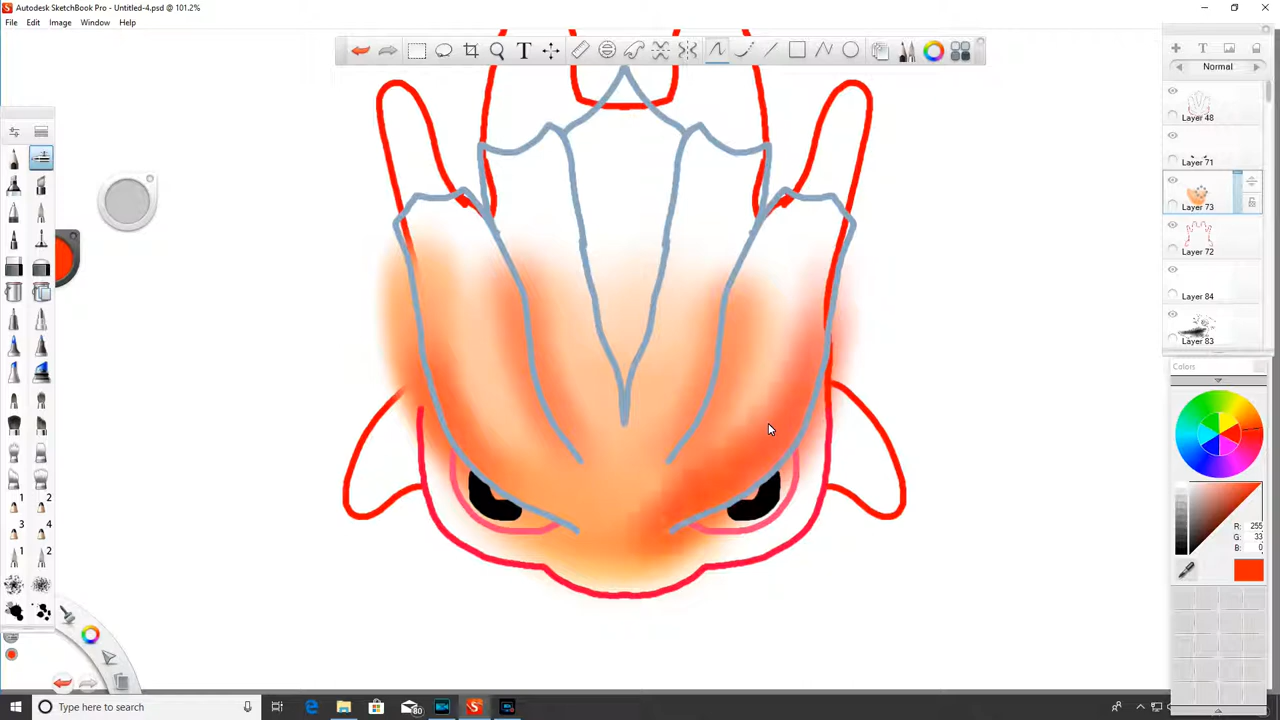 Autodesk SketchBook Pro - Untitled-4.psd @ 101.2%
File Edit Image Window Help
T
T
Normal
Layer 48
Layer 71
Layer 73
Layer 72
Layer 84
Layer 83
Colors
R: 255
G: 33
B: 0
1 2
3 4
1 2
Type here to search
80